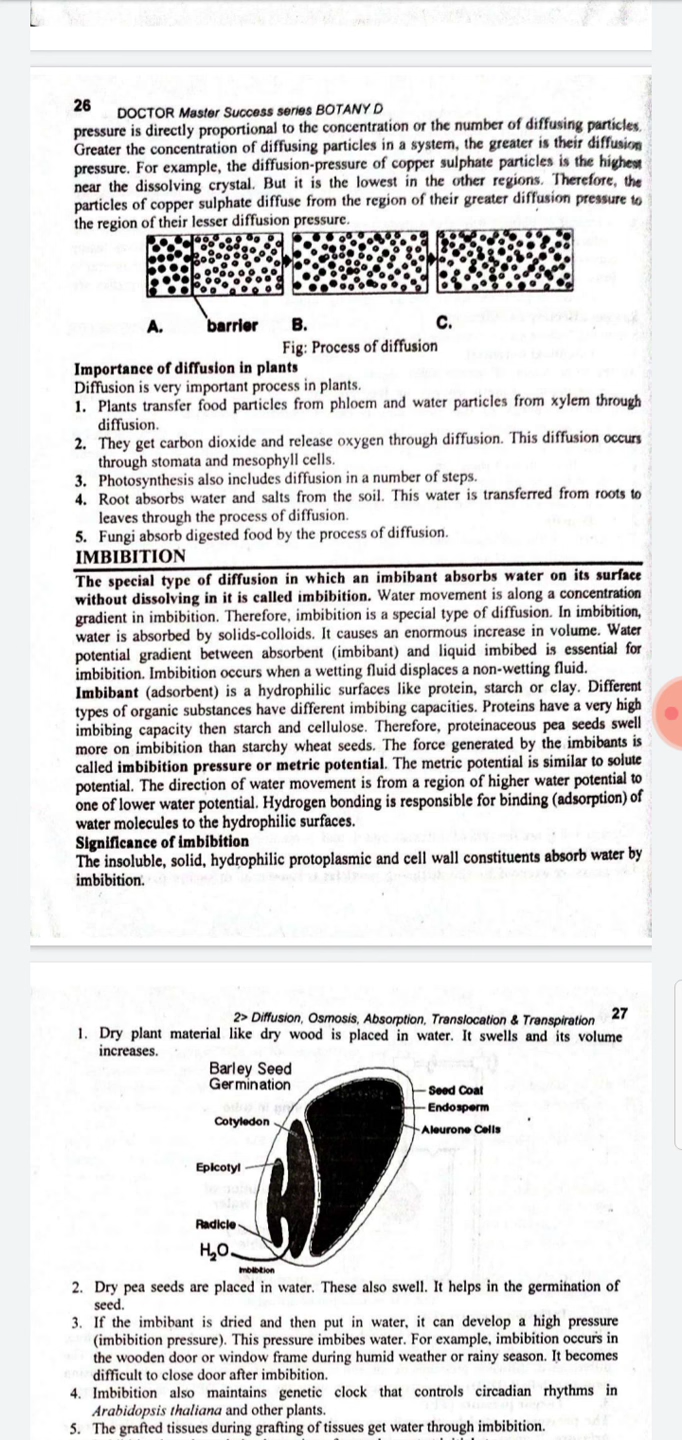 26 DOCTOR Master Success series BOTANY D
pressure is directly proportional to the concentration or the number of diffusing particles.
Greater the concentration of diffusing particles in a system, the greater is their diffusion
pressure. For example, the diffusion-pressure of copper sulphate particles is the highest
near the dissolving crystal. But it is the lowest in the other regions. Therefore, the
particles of copper sulphate diffuse from the region of their greater diffusion pressure to
the region of their lesser diffusion pressure.
A. barrier B. C.
Fig: Process of diffusion
Importance of diffusion in plants
Diffusion is very important process in plants.
1. Plants transfer food particles from phloem and water particles from xylem through
diffusion.
2. They get carbon dioxide and release oxygen through diffusion. This diffusion occurs
through stomata and mesophyll cells.
3. Photosynthesis also includes diffusion in a number of steps.
4. Root absorbs water and salts from the soil. This water is transferred from roots to
leaves through the process of diffusion.
5. Fungi absorb digested food by the process of diffusion.
IMBIBITION
The special type of diffusion in which an imbibant absorbs water on its surface
without dissolving in it is called imbibition. Water movement is along a concentration
gradient in imbibition. Therefore, imbibition is a special type of diffusion. In imbibition,
water is absorbed by solids-colloids. It causes an enormous increase in volume. Water
potential gradient between absorbent (imbibant) and liquid imbibed is essential for
imbibition. Imbibition occurs when a wetting fluid displaces a non-wetting fluid.
Imbibant (adsorbent) is a hydrophilic surfaces like protein, starch or clay. Different
types of organic substances have different imbibing capacities. Proteins have a very high
imbibing capacity then starch and cellulose. Therefore, proteinaceous pea seeds swell
more on imbibition than starchy wheat seeds. The force generated by the imbibants is
called imbibition pressure or metric potential. The metric potential is similar to solute
potential. The direction of water movement is from a region of higher water potential to
one of lower water potential. Hydrogen bonding is responsible for binding (adsorption) of
water molecules to the hydrophilic surfaces.
Significance of imbibition
The insoluble, solid, hydrophilic protoplasmic and cell wall constituents absorb water by
imbibition.
2> Diffusion, Osmosis, Absorption, Translocation & Transpiration 27
1. Dry plant material like dry wood is placed in water. It swells and its volume
increases.
Barley Seed
Germination
Seed Coat
Endosperm
Cotyledon
Aleurone Cells
Epicotyl
Radicle
H₂O
Imbibition
2. Dry pea seeds are placed in water. These also swell. It helps in the germination of
seed.
3. If the imbibant is dried and then put in water, it can develop a high pressure
(imbibition pressure). This pressure imbibes water. For example, imbibition occurs in
the wooden door or window frame during humid weather or rainy season. It becomes
difficult to close door after imbibition.
4. Imbibition also maintains genetic clock that controls circadian rhythms in
Arabidopsis thaliana and other plants.
5. The grafted tissues during grafting of tissues get water through imbibition.